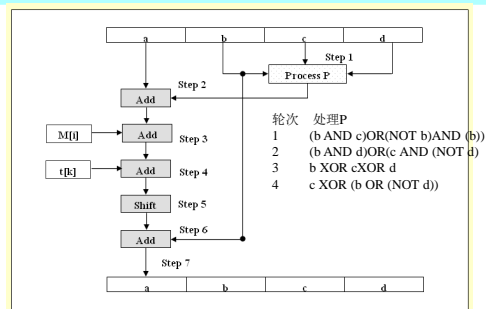 a b c d
Step 1
Process P
Step 2
Add
轮次 处理P
M[i] Add Step 3
1 (b AND c)OR(NOT b)AND (b))
2 (b AND d)OR(c AND (NOT d)
t[k] Add Step 4
3 b XOR cXOR d
4 c XOR (b OR (NOT d))
Shift Step 5
Step 6
Add
Step 7
a b c d